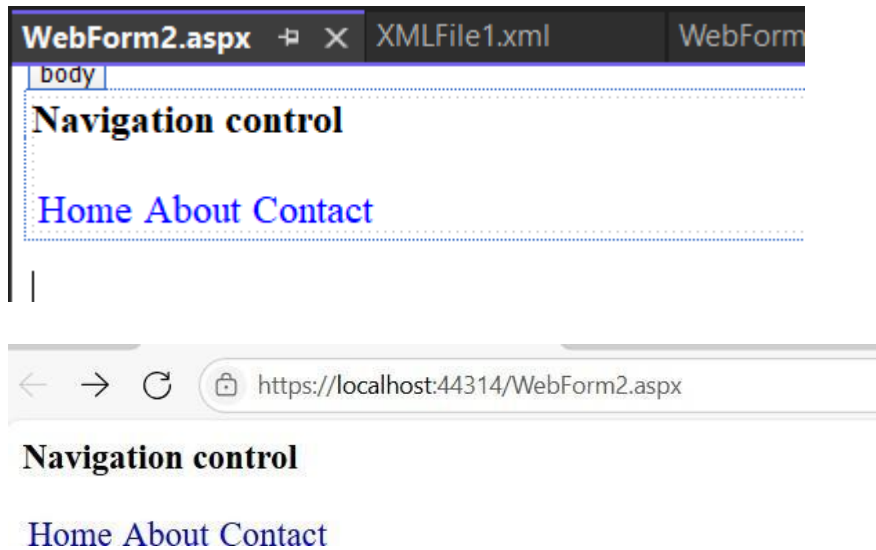 WebForm2.aspx XMLFile1.xml WebForm
body
Navigation control
Home About Contact
https://localhost:44314/WebForm2.aspx
Navigation control
Home About Contact